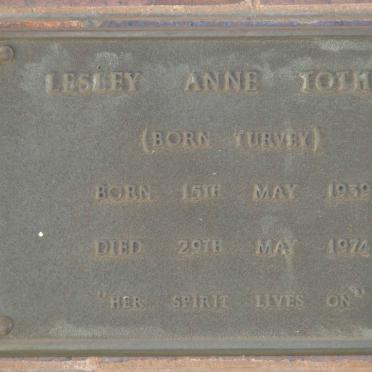 LESLEY ANNE TOTH
(BORN TURVEY)
BORN 15TH MAY 1939
DIED 29TH MAY 1974
"HER SPIRIT LIVES ON"